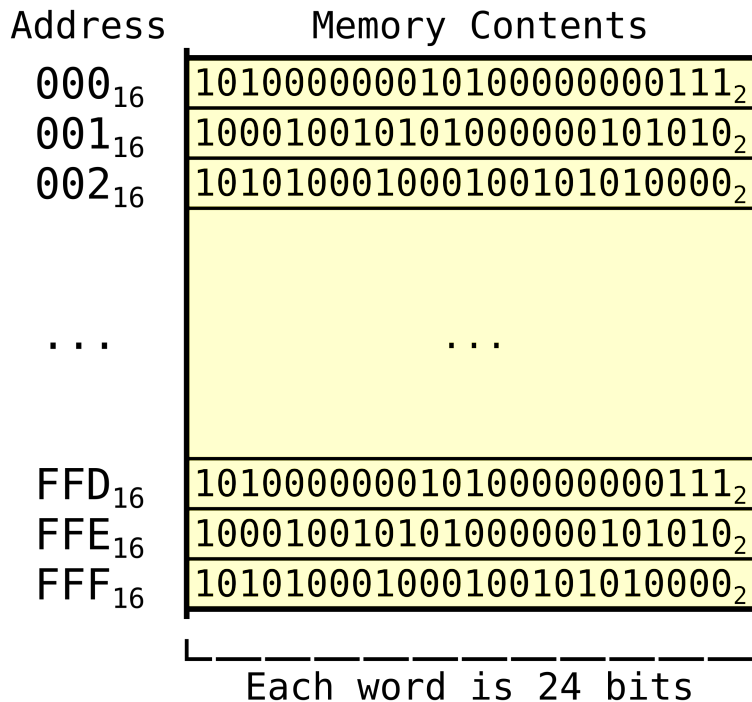 Address Memory Contents
000₁₆ 101000000010100000000111₂
001₁₆ 100010010101000000101010₂
002₁₆ 101010001000100101010000₂
... ...
FFD₁₆ 101000000010100000000111₂
FFE₁₆ 100010010101000000101010₂
FFF₁₆ 101010001000100101010000₂
Each word is 24 bits